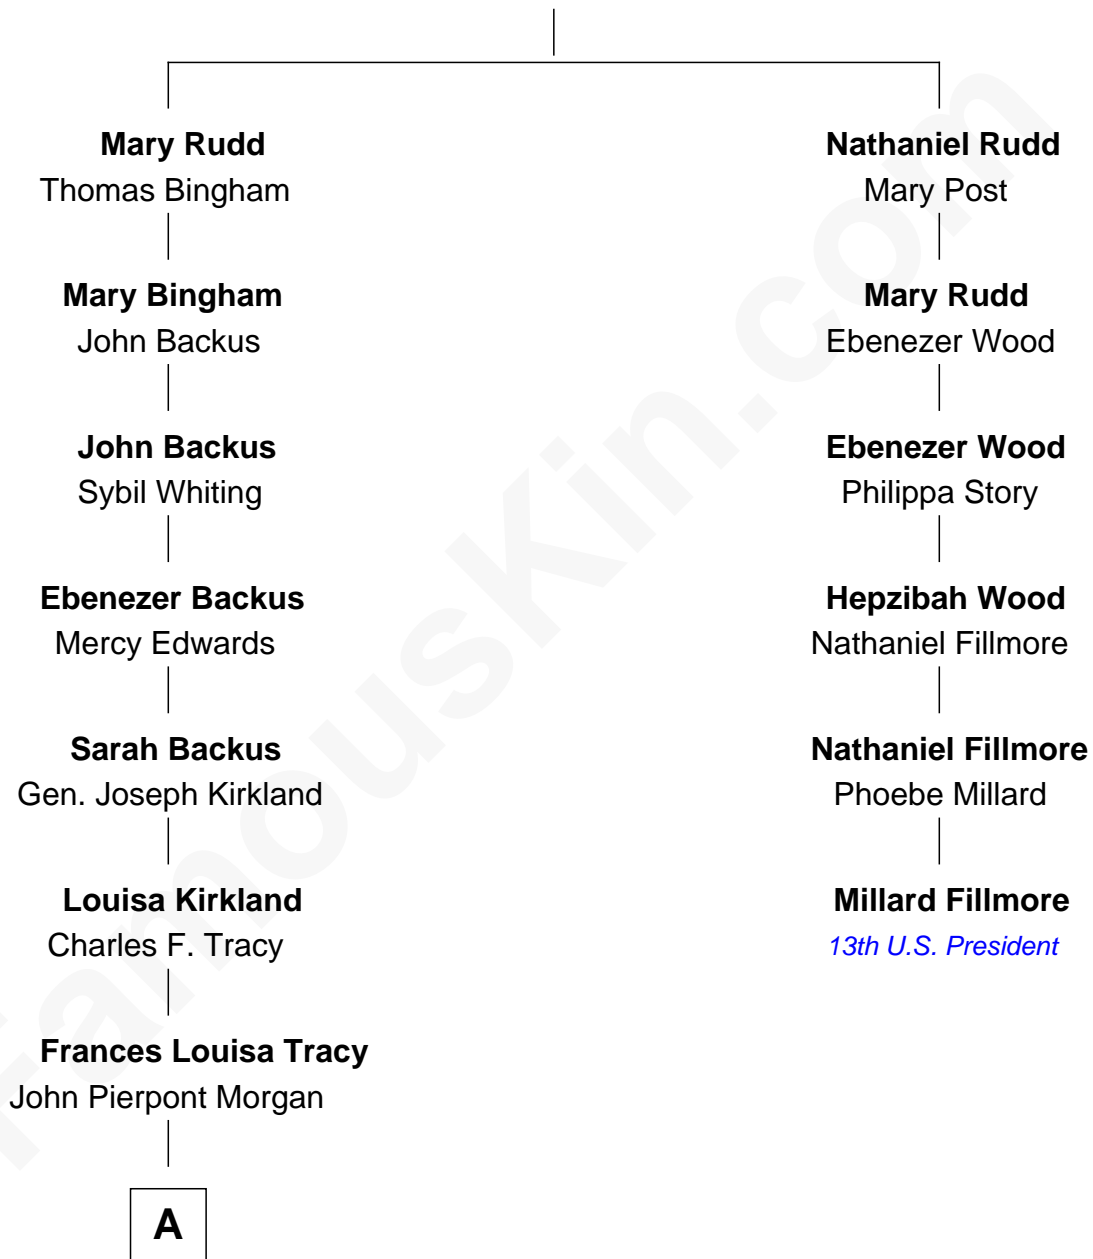 Mary Rudd
Thomas Bingham
Mary Bingham
John Backus
John Backus
Sybil Whiting
Ebenezer Backus
Mercy Edwards
Sarah Backus
Gen. Joseph Kirkland
Louisa Kirkland
Charles F. Tracy
Frances Louisa Tracy
John Pierpont Morgan
A
Nathaniel Rudd
Mary Post
Mary Rudd
Ebenezer Wood
Ebenezer Wood
Philippa Story
Hepzibah Wood
Nathaniel Fillmore
Nathaniel Fillmore
Phoebe Millard
Millard Fillmore
13th U.S. President
FamousKin.com